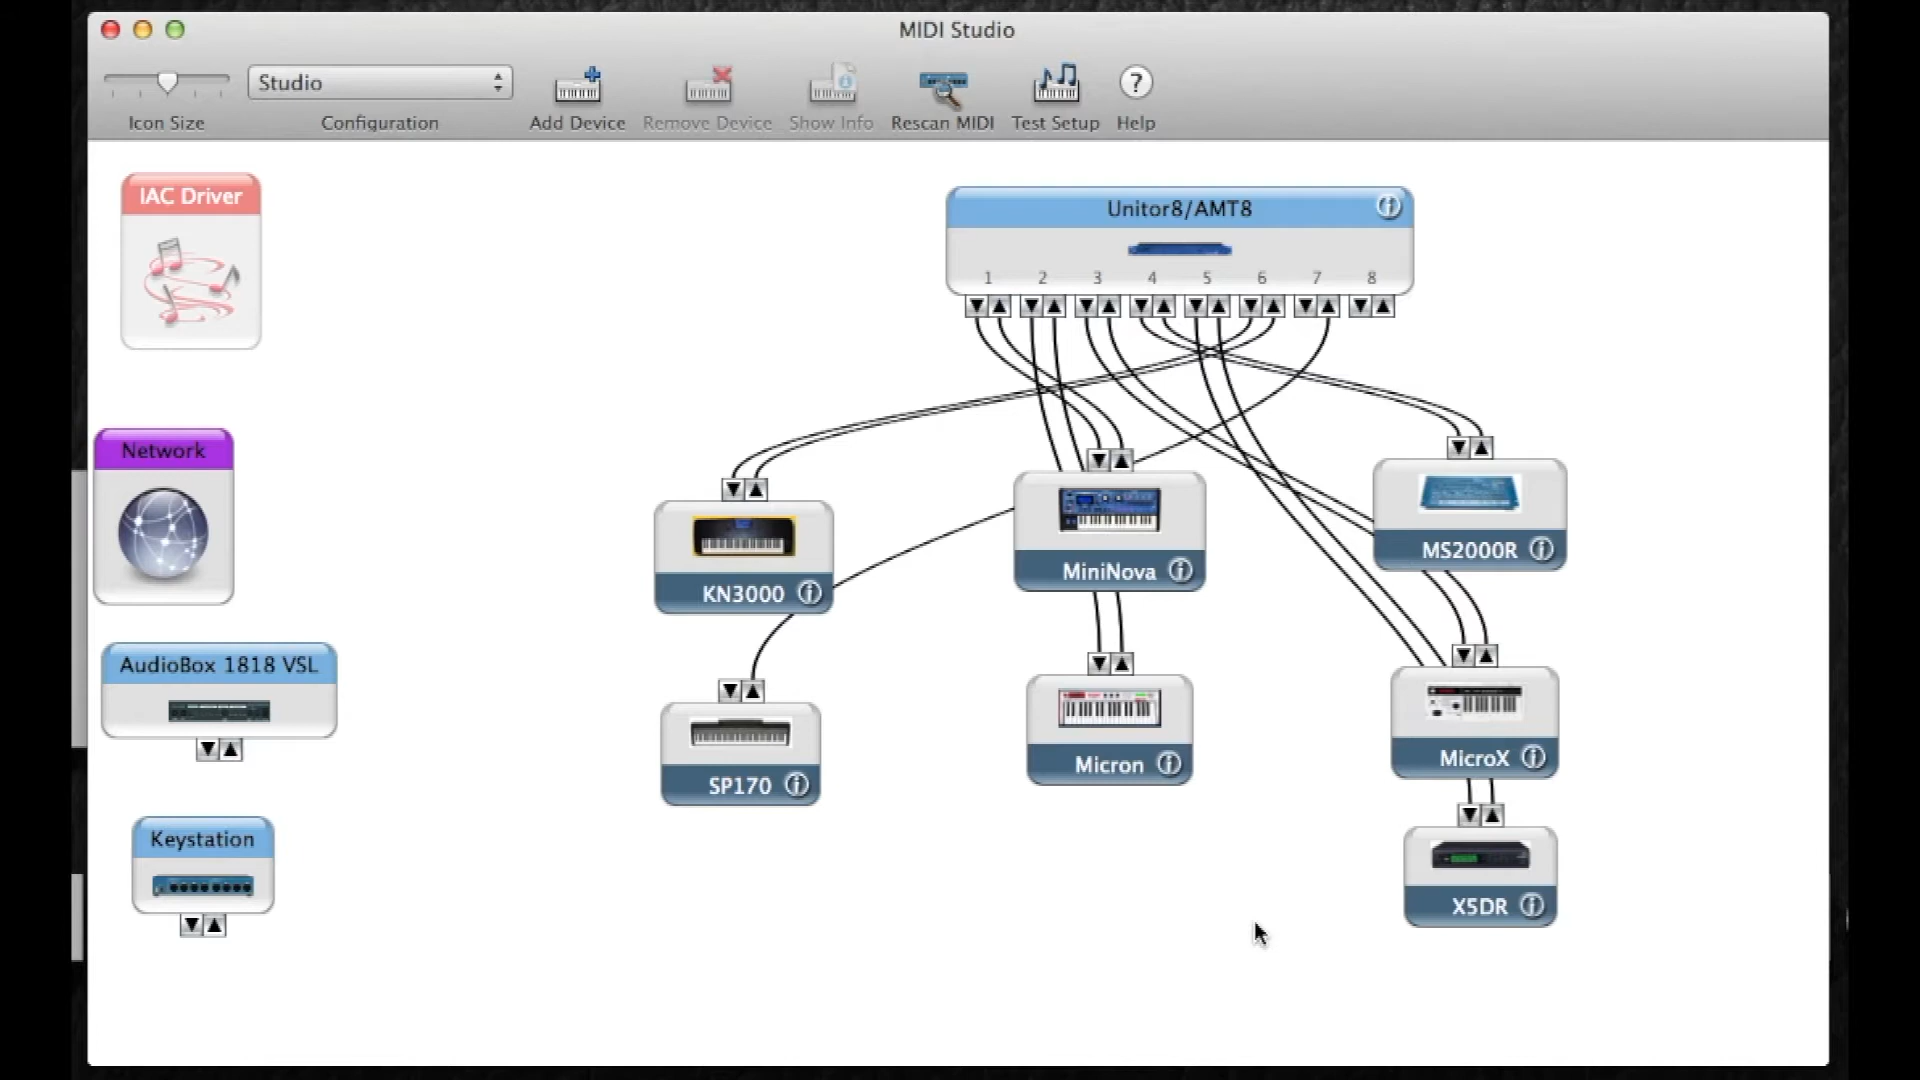 MIDI Studio
Studio
Icon Size
Configuration
Add Device
Remove Device
Show Info
Rescan MIDI
Test Setup
?
Help
IAC Driver
Unitor8/AMT8
1 2 3 4 5 6 7 8
Network
KN3000
MiniNova
MS2000R
AudioBox 1818 VSL
SP170
Micron
MicroX
Keystation
X5DR